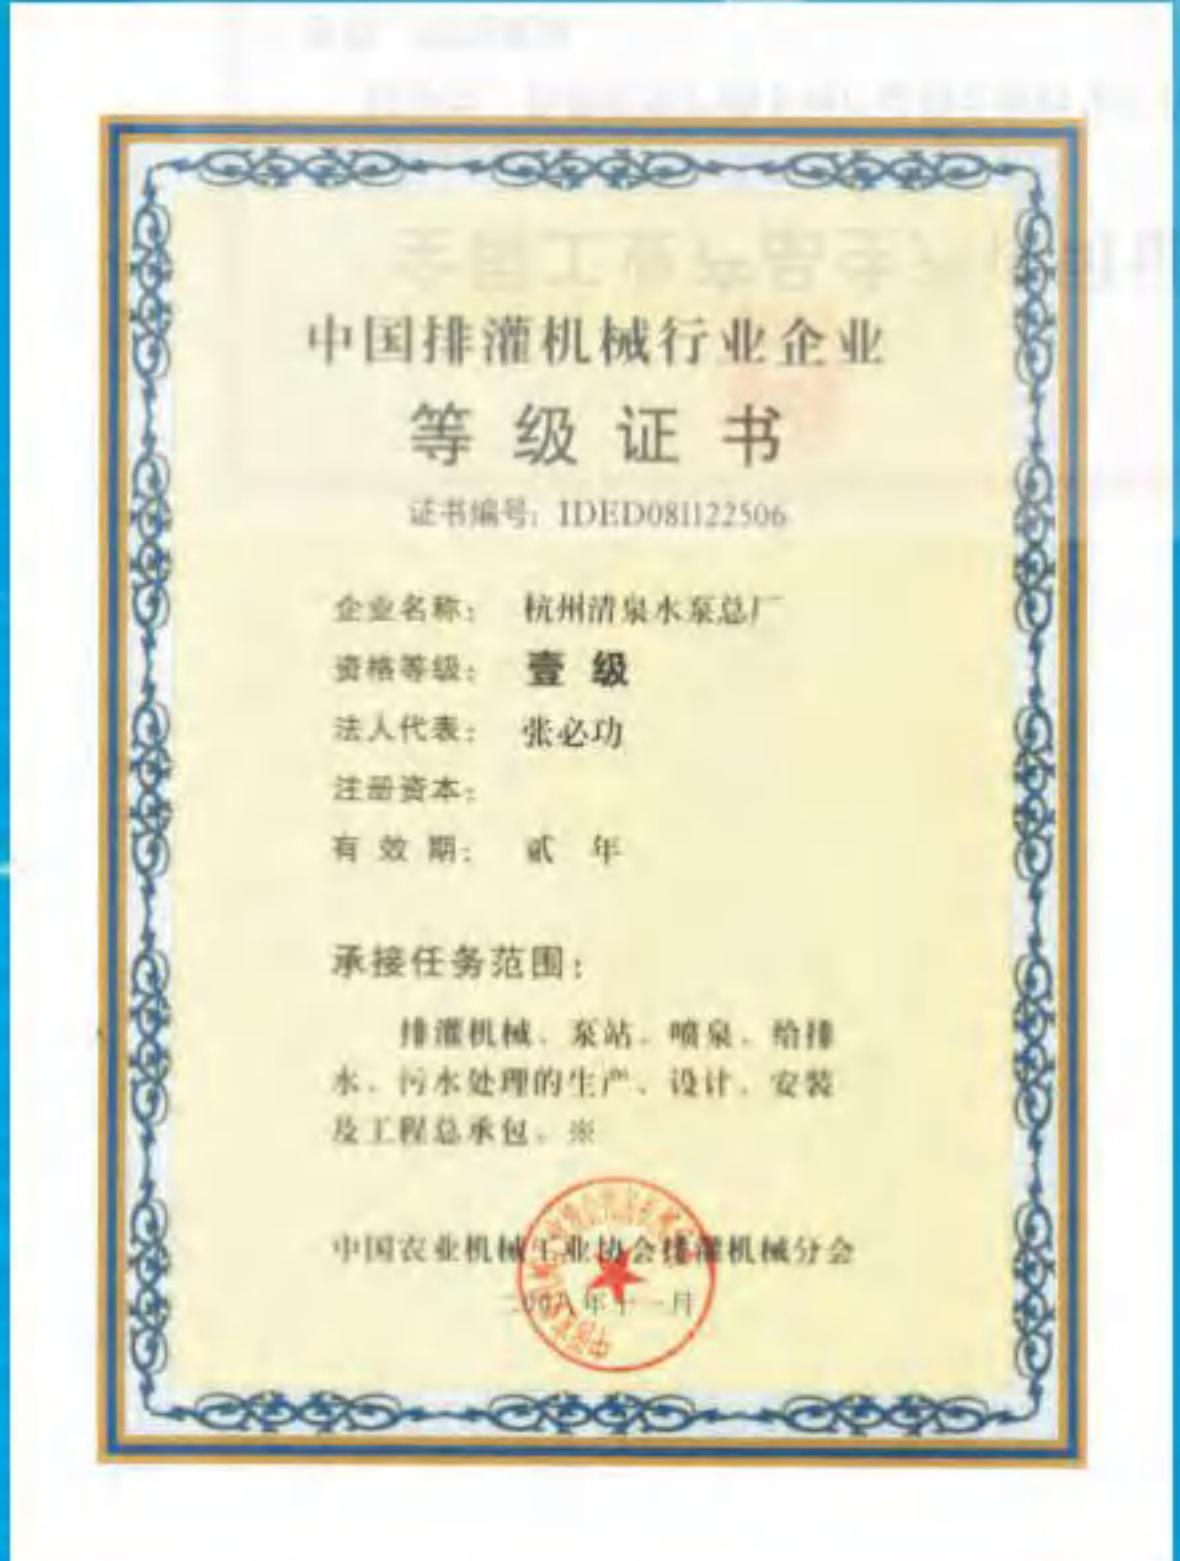 中国排灌机械行业企业
等级证书
证书编号：IDED081122506
企业名称： 杭州清泉水泵总厂
资格等级： 壹 级
法人代表： 张必功
注册资本：
有 效 期： 贰 年
承接任务范围：
排灌机械、泵站、喷泉、给排
水、污水处理的生产、设计、安装
及工程总承包。※
中国农业机械工业协会排灌机械分会
二〇〇八年十一月